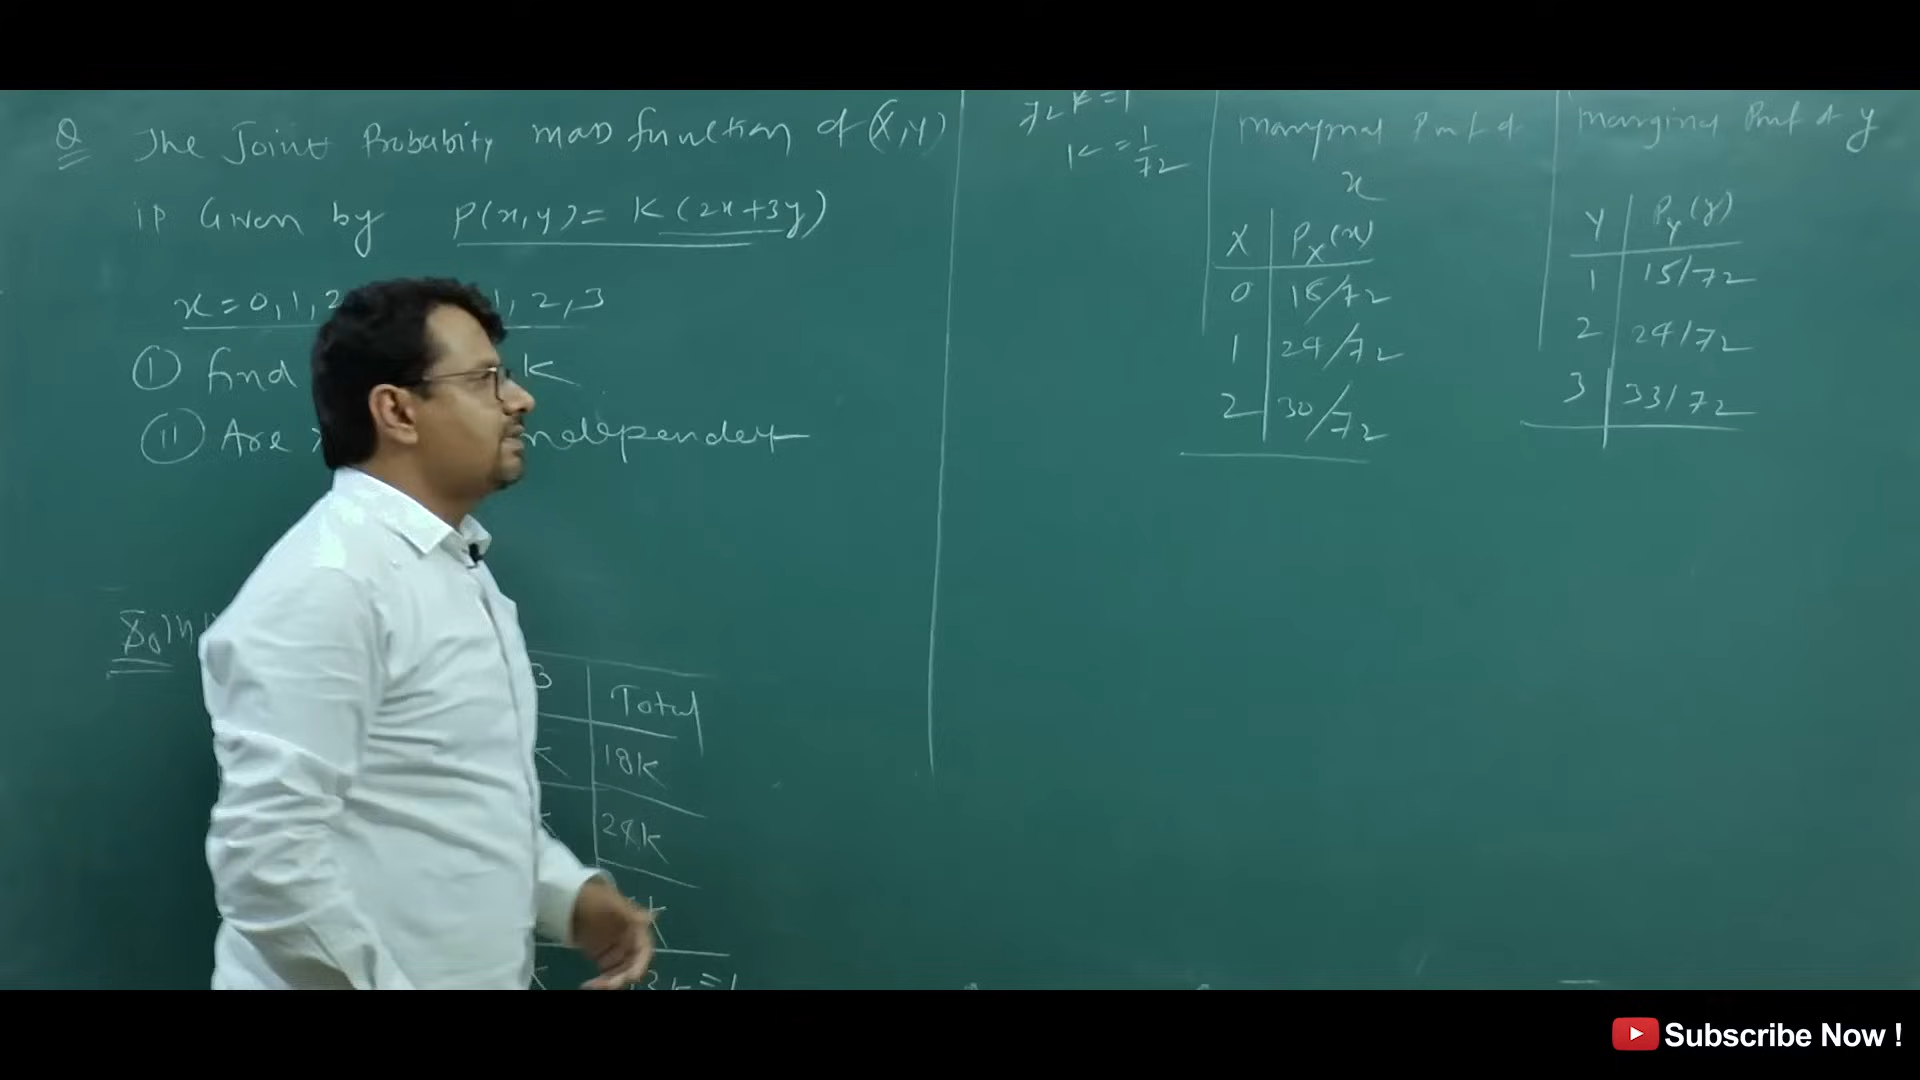 Q The Joint Probability mass function of (X,Y)
is Given by P(x,y) = K(2x+3y)
x = 0,1,2 1, 2, 3
(I) find K
(II) Are independent
Soln
3 Total
K 18K
K 24K
K
K 72K=1
72K=1
K=1/72
Marginal Pmf of
x
X Px(x)
0 18/72
1 24/72
2 30/72
Marginal Pmf of y
Y PY(y)
1 15/72
2 24/72
3 33/72
Subscribe Now !